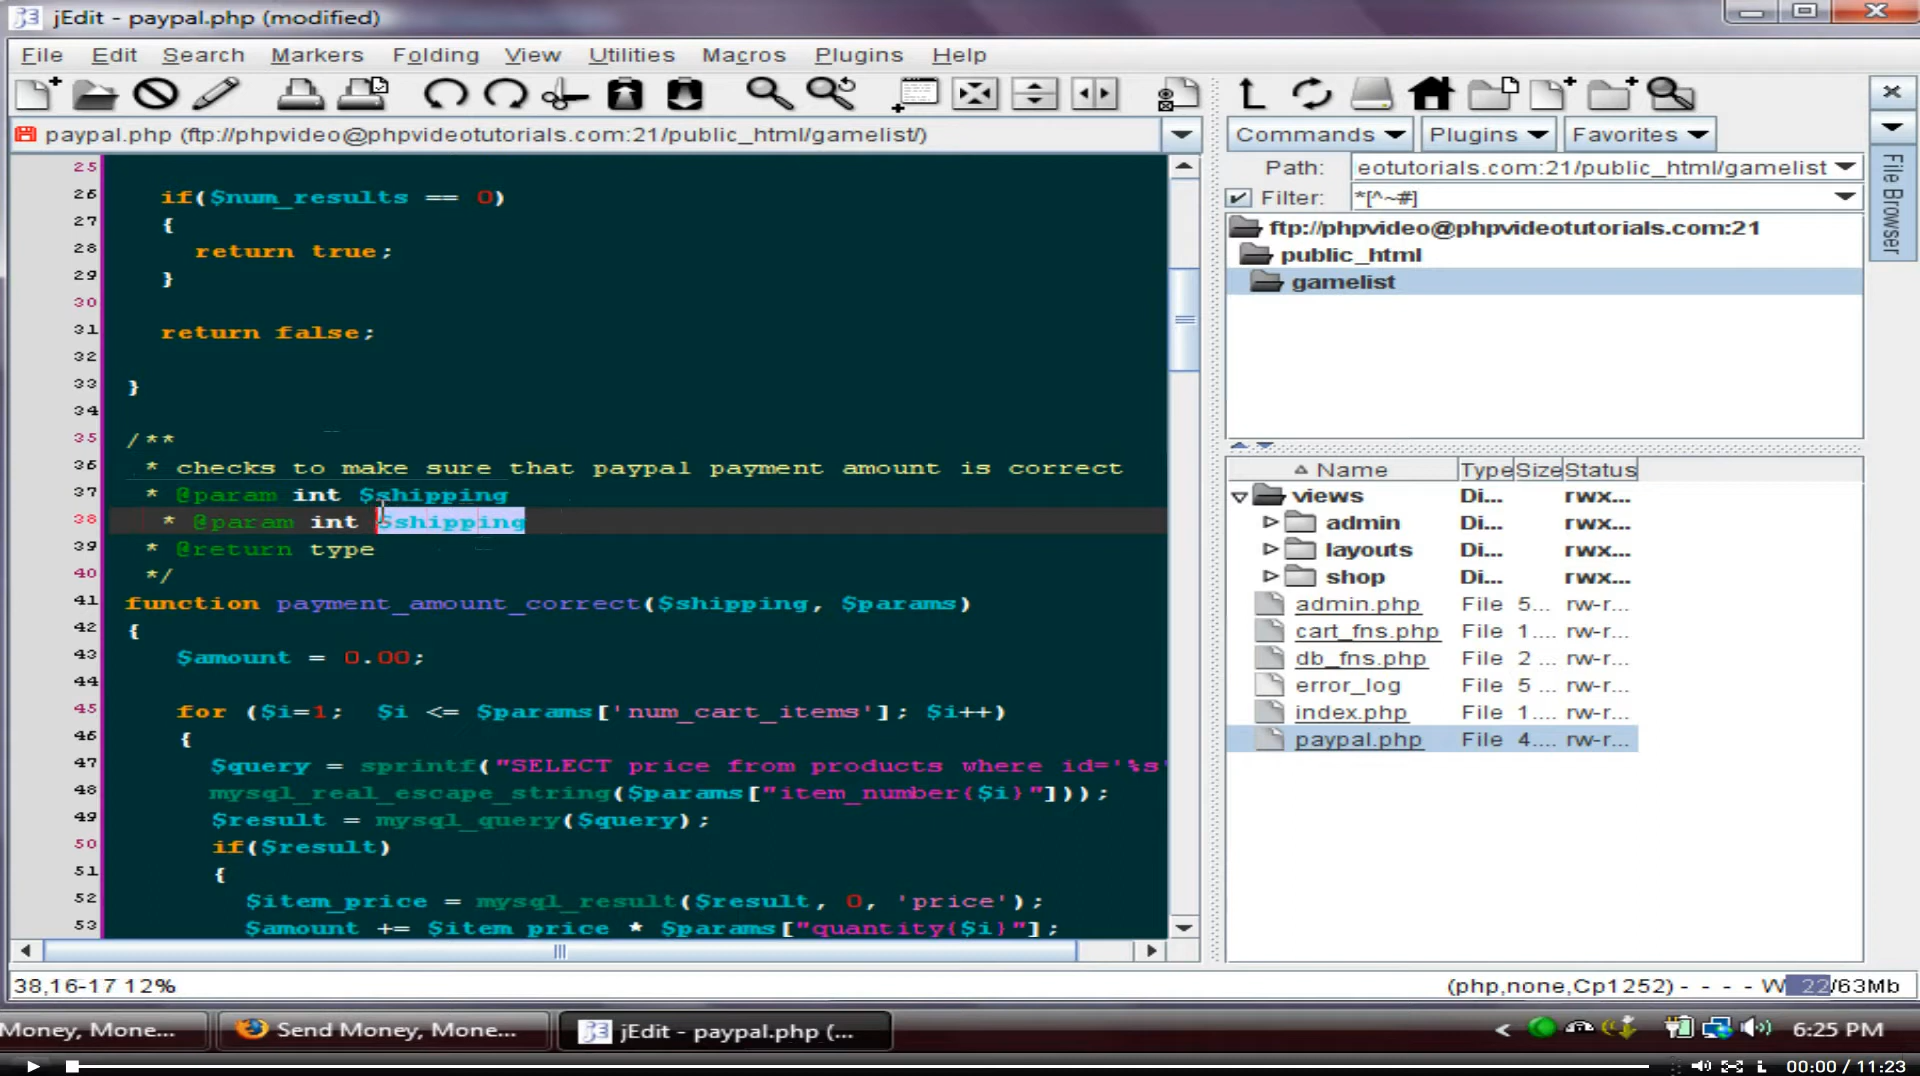 jEdit - paypal.php (modified)
File Edit Search Markers Folding View Utilities Macros Plugins Help
paypal.php (ftp://phpvideo@phpvideotutorials.com:21/public_html/gamelist/)
25
26 if($num_results == 0)
27 {
28 return true;
29 }
30
31 return false;
32
33 }
34
35 /**
36 * checks to make sure that paypal payment amount is correct
37 * @param int $shipping
38 * @param int $shipping
39 * @return type
40 */
41 function payment_amount_correct($shipping, $params)
42 {
43 $amount = 0.00;
44
45 for ($i=1; $i <= $params['num_cart_items']; $i++)
46 {
47 $query = sprintf("SELECT price from products where id='%s'
48 mysql_real_escape_string($params["item_number{$i}"]));
49 $result = mysql_query($query);
50 if($result)
51 {
52 $item_price = mysql_result($result, 0, 'price');
53 $amount += $item_price * $params["quantity{$i}"];
38,16-17 12%
Commands Plugins Favorites
Path: eotutorials.com:21/public_html/gamelist
Filter: *[^~#]
ftp://phpvideo@phpvideotutorials.com:21
public_html
gamelist
File Browser
Name Type Size Status
views Di... rwx...
admin Di... rwx...
layouts Di... rwx...
shop Di... rwx...
admin.php File 5... rw-r...
cart_fns.php File 1.... rw-r...
db_fns.php File 2 ... rw-r...
error_log File 5 ... rw-r...
index.php File 1.... rw-r...
paypal.php File 4.... rw-r...
(php,none,Cp1252) - - - - W 22/63Mb
Money, Mone... Send Money, Mone... jEdit - paypal.php (... < 6:25 PM
00:00 / 11:23